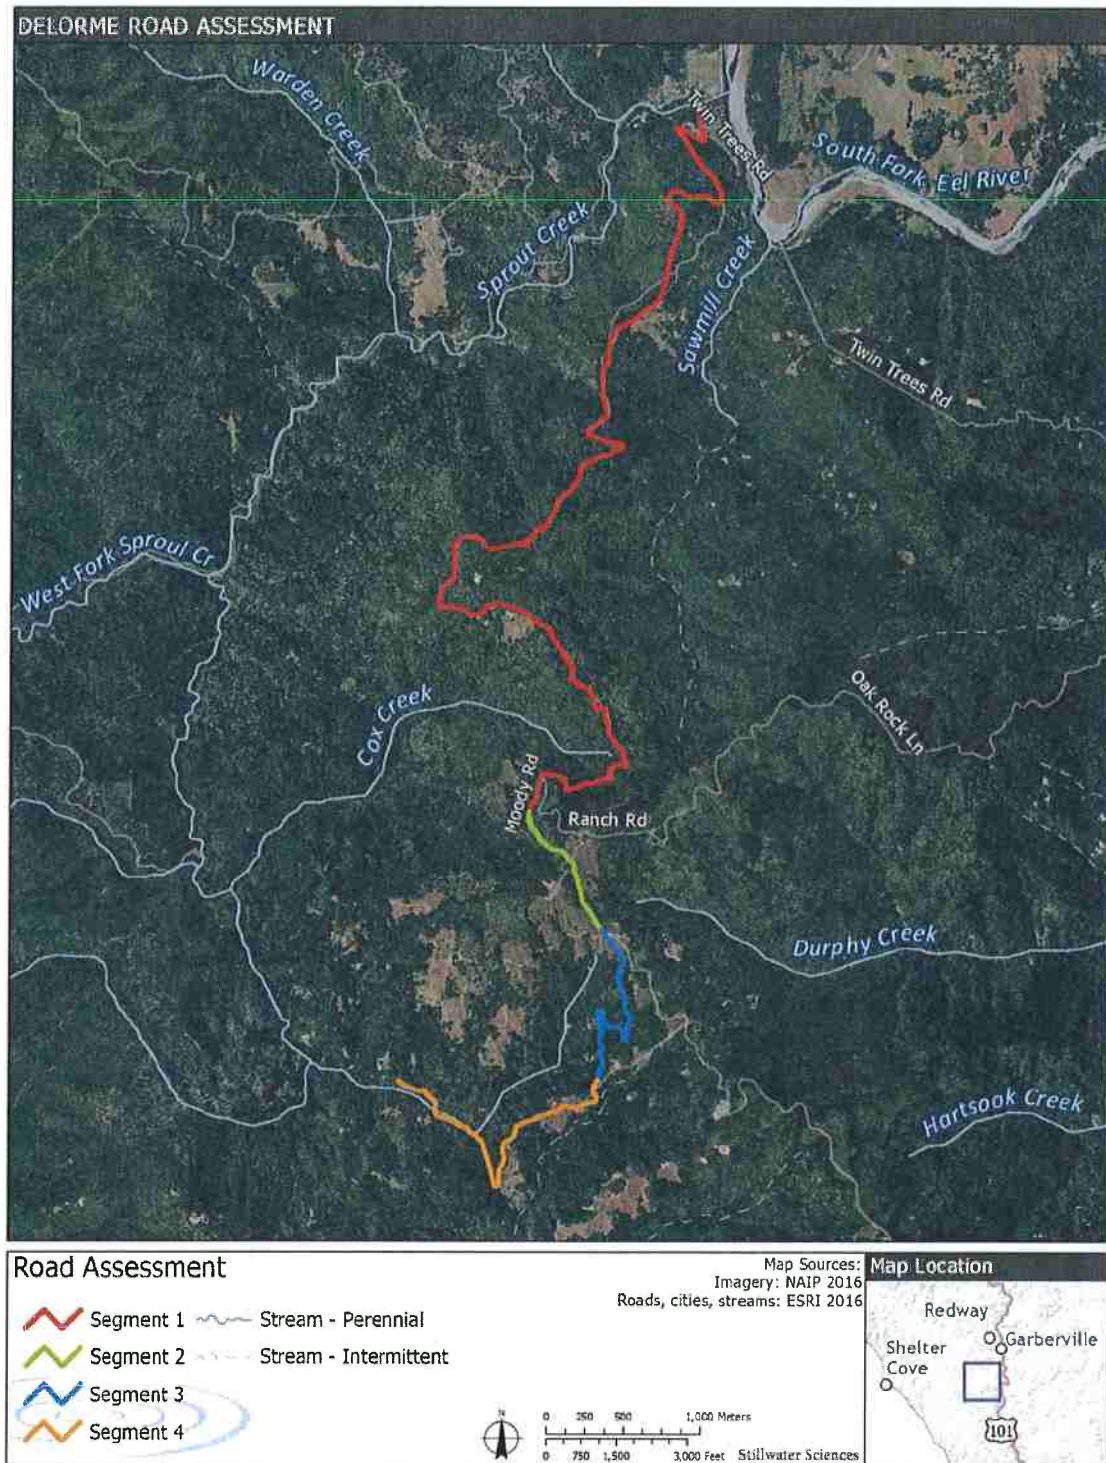 DELORME ROAD ASSESSMENT
Warden Creek
Twin Trees Rd
South Fork Eel River
Sprout Creek
Sawmill Creek
Twin Trees Rd
West Fork Sproul Cr
Oak Rock Ln
Cox Creek
Moody Rd
Ranch Rd
Durphy Creek
Hartsook Creek
Road Assessment
Segment 1
Stream - Perennial
Segment 2
Stream - Intermittent
Segment 3
Segment 4
Map Sources:
Imagery: NAIP 2016
Roads, cities, streams: ESRI 2016
0 250 500 1,000 Meters
0 750 1,500 3,000 Feet
Stillwater Sciences
Map Location
Redway
Garberville
Shelter
Cove
101